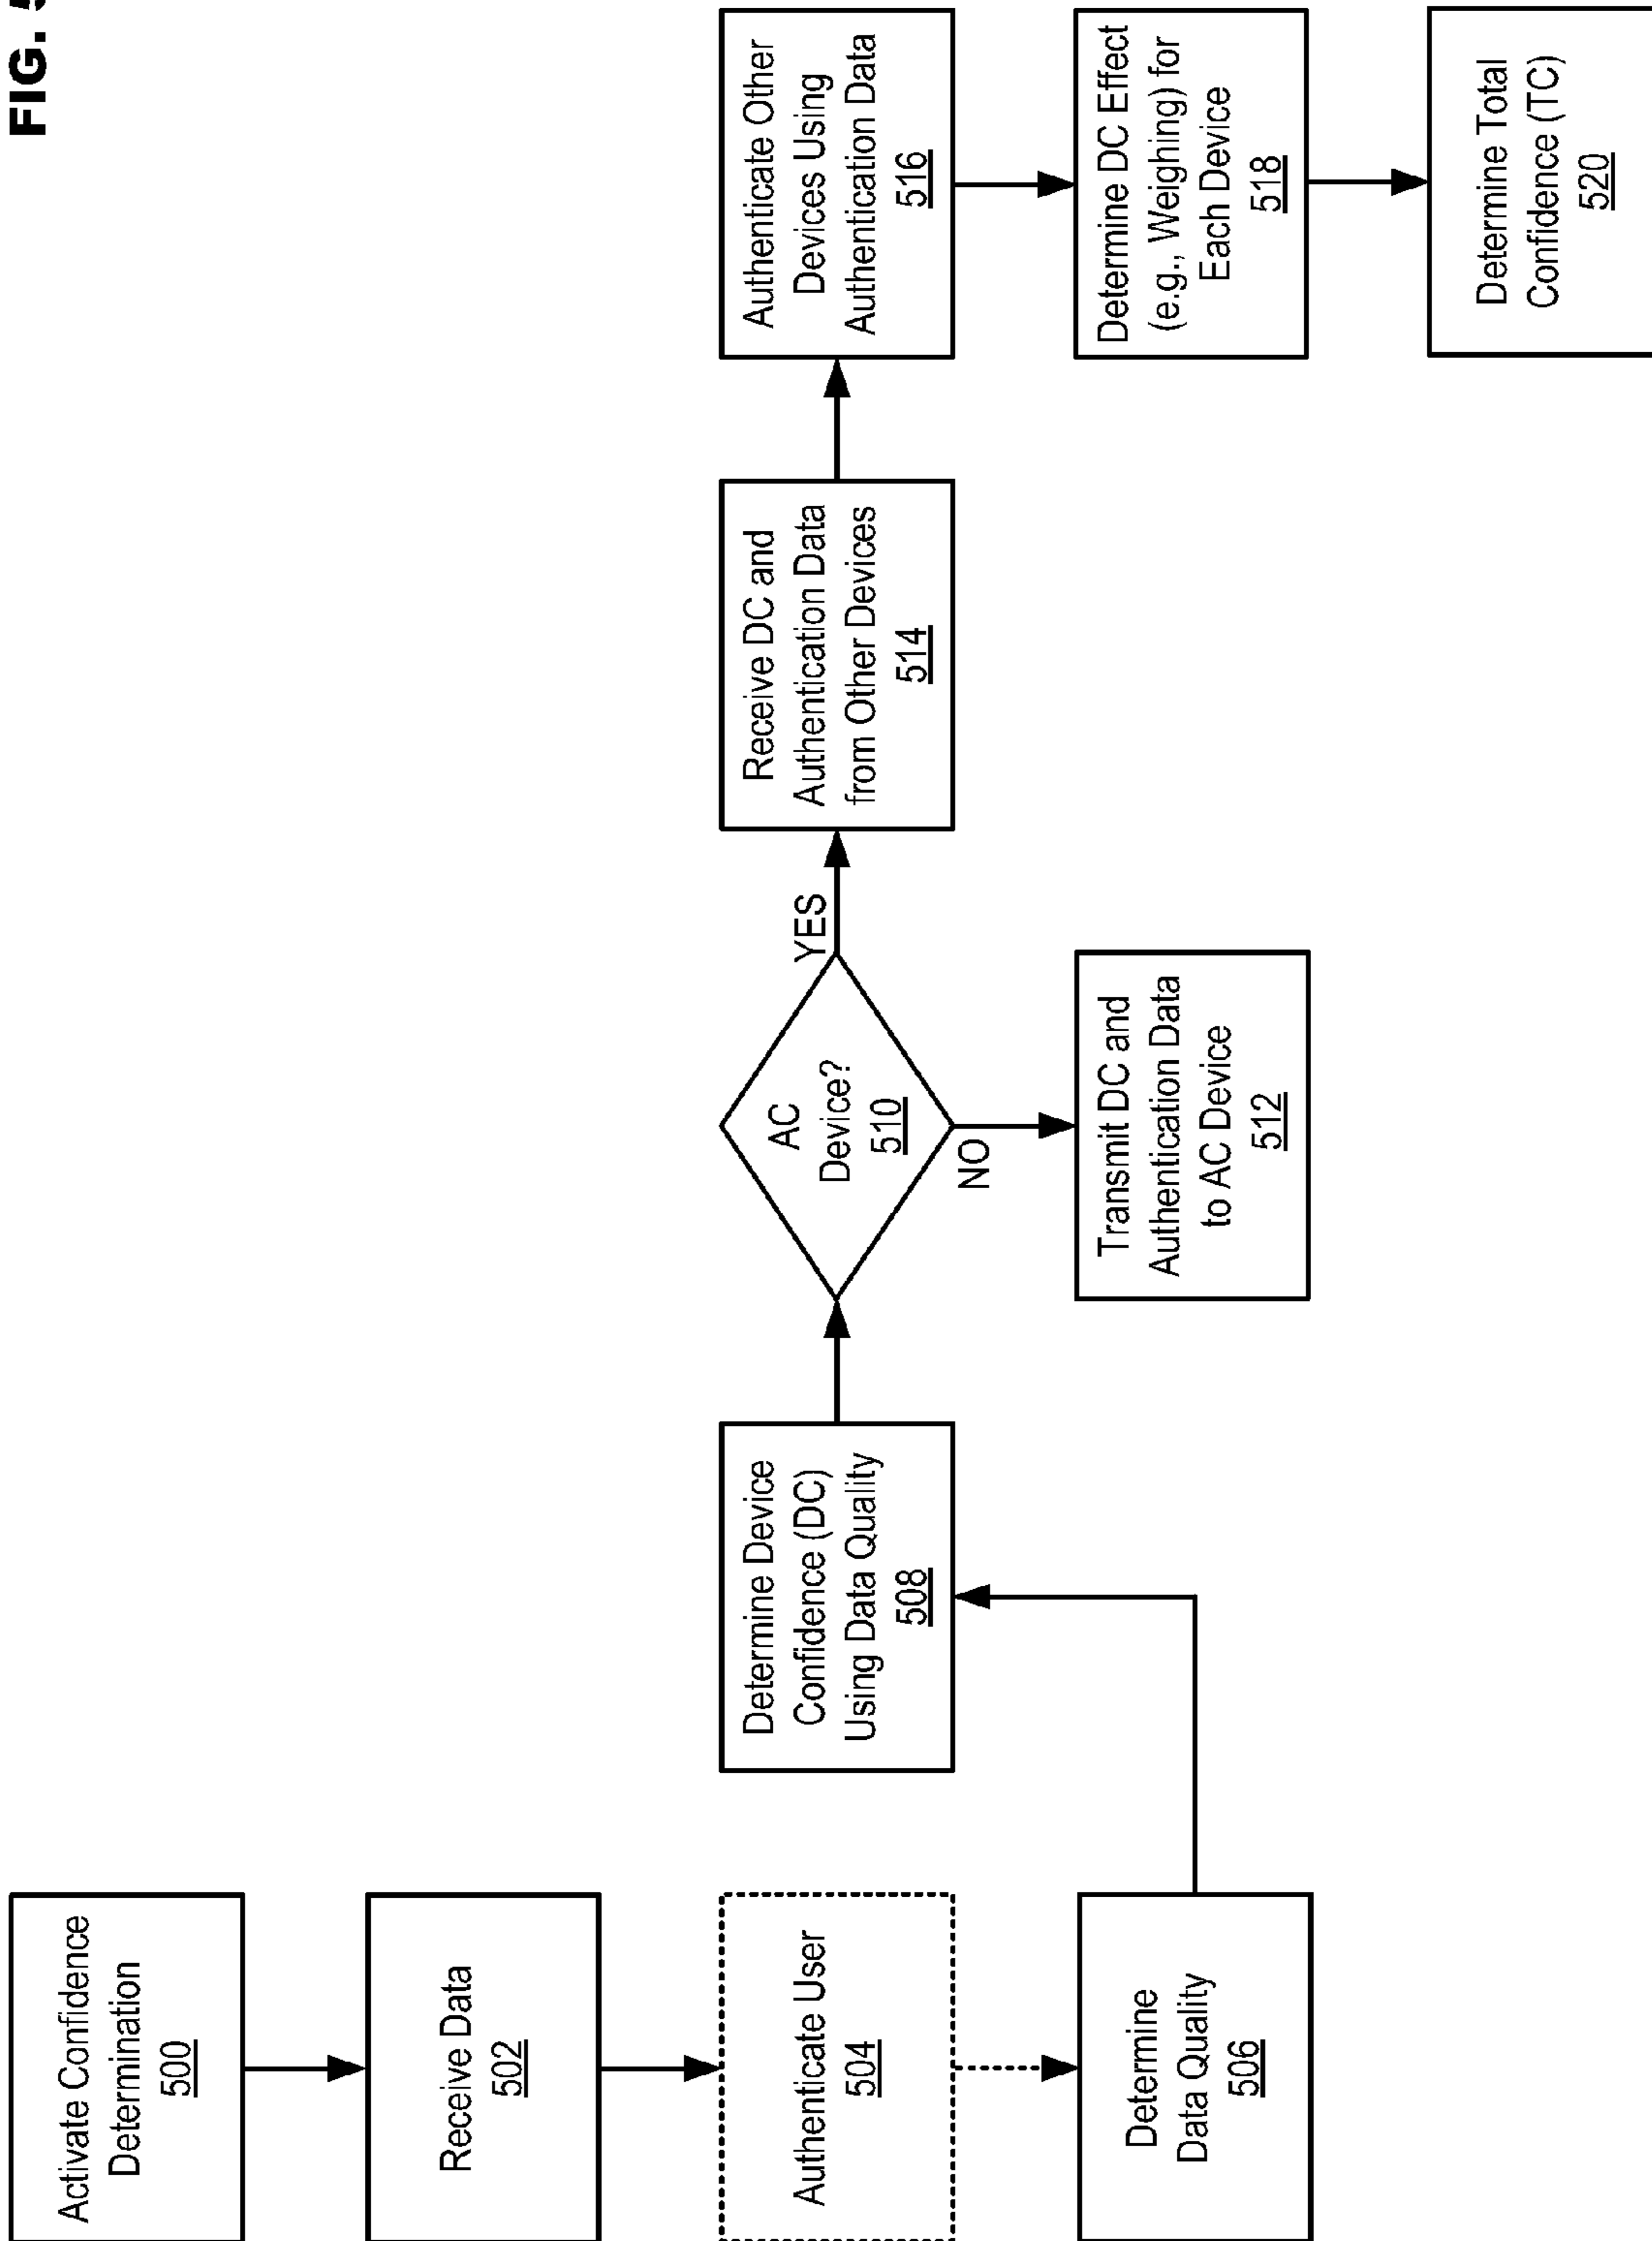 FIG.
Activate Confidence
Determination
500
Receive Data
502
Authenticate User
504
Determine
Data Quality
506
Determine Device
Confidence (DC)
Using Data Quality
508
AC
Device?
510
YES
NO
Transmit DC and
Authentication Data
to AC Device
512
Receive DC and
Authentication Data
from Other Devices
514
Authenticate Other
Devices Using
Authentication Data
516
Determine DC Effect
(e.g., Weighing) for
Each Device
518
Determine Total
Confidence (TC)
520